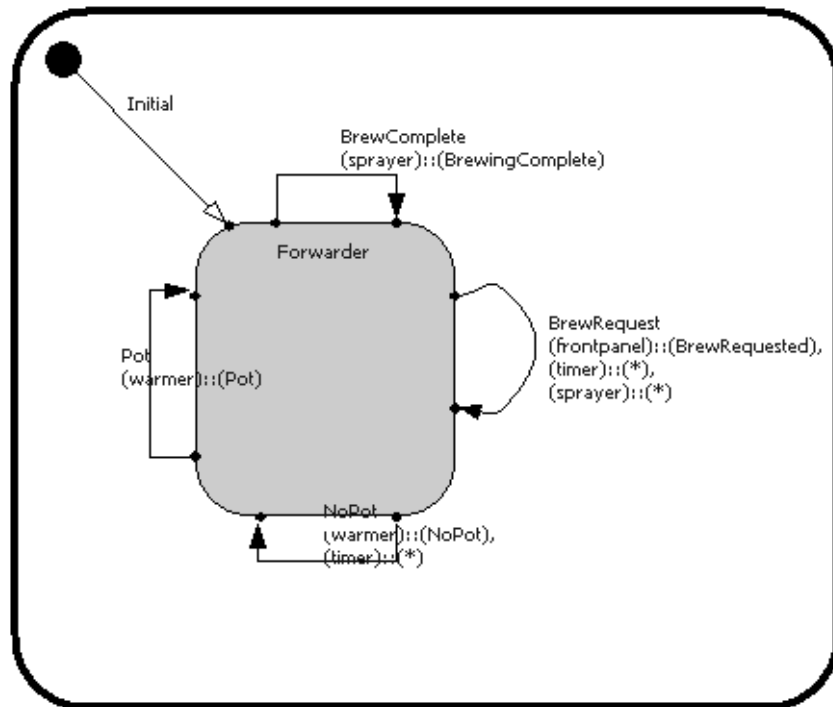 Initial
BrewComplete
(sprayer)::(BrewingComplete)
Forwarder
BrewRequest
(frontpanel)::(BrewRequested),
(timer)::(*),
(sprayer)::(*)
Pot
(warmer)::(Pot)
NoPot
(warmer)::(NoPot),
(timer)::(*)